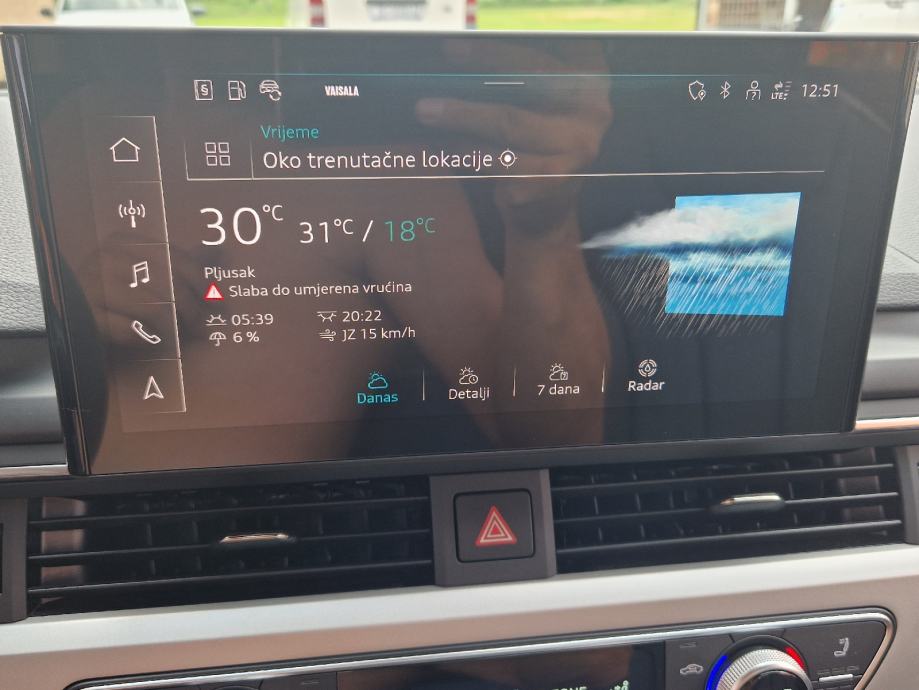 VAISALA
LTE
12:51
Vrijeme
Oko trenutačne lokacije
30°C 31°C / 18°C
Pljusak
Slaba do umjerena vrućina
05:39 20:22
6 % JZ 15 km/h
Danas Detalji 7 dana Radar